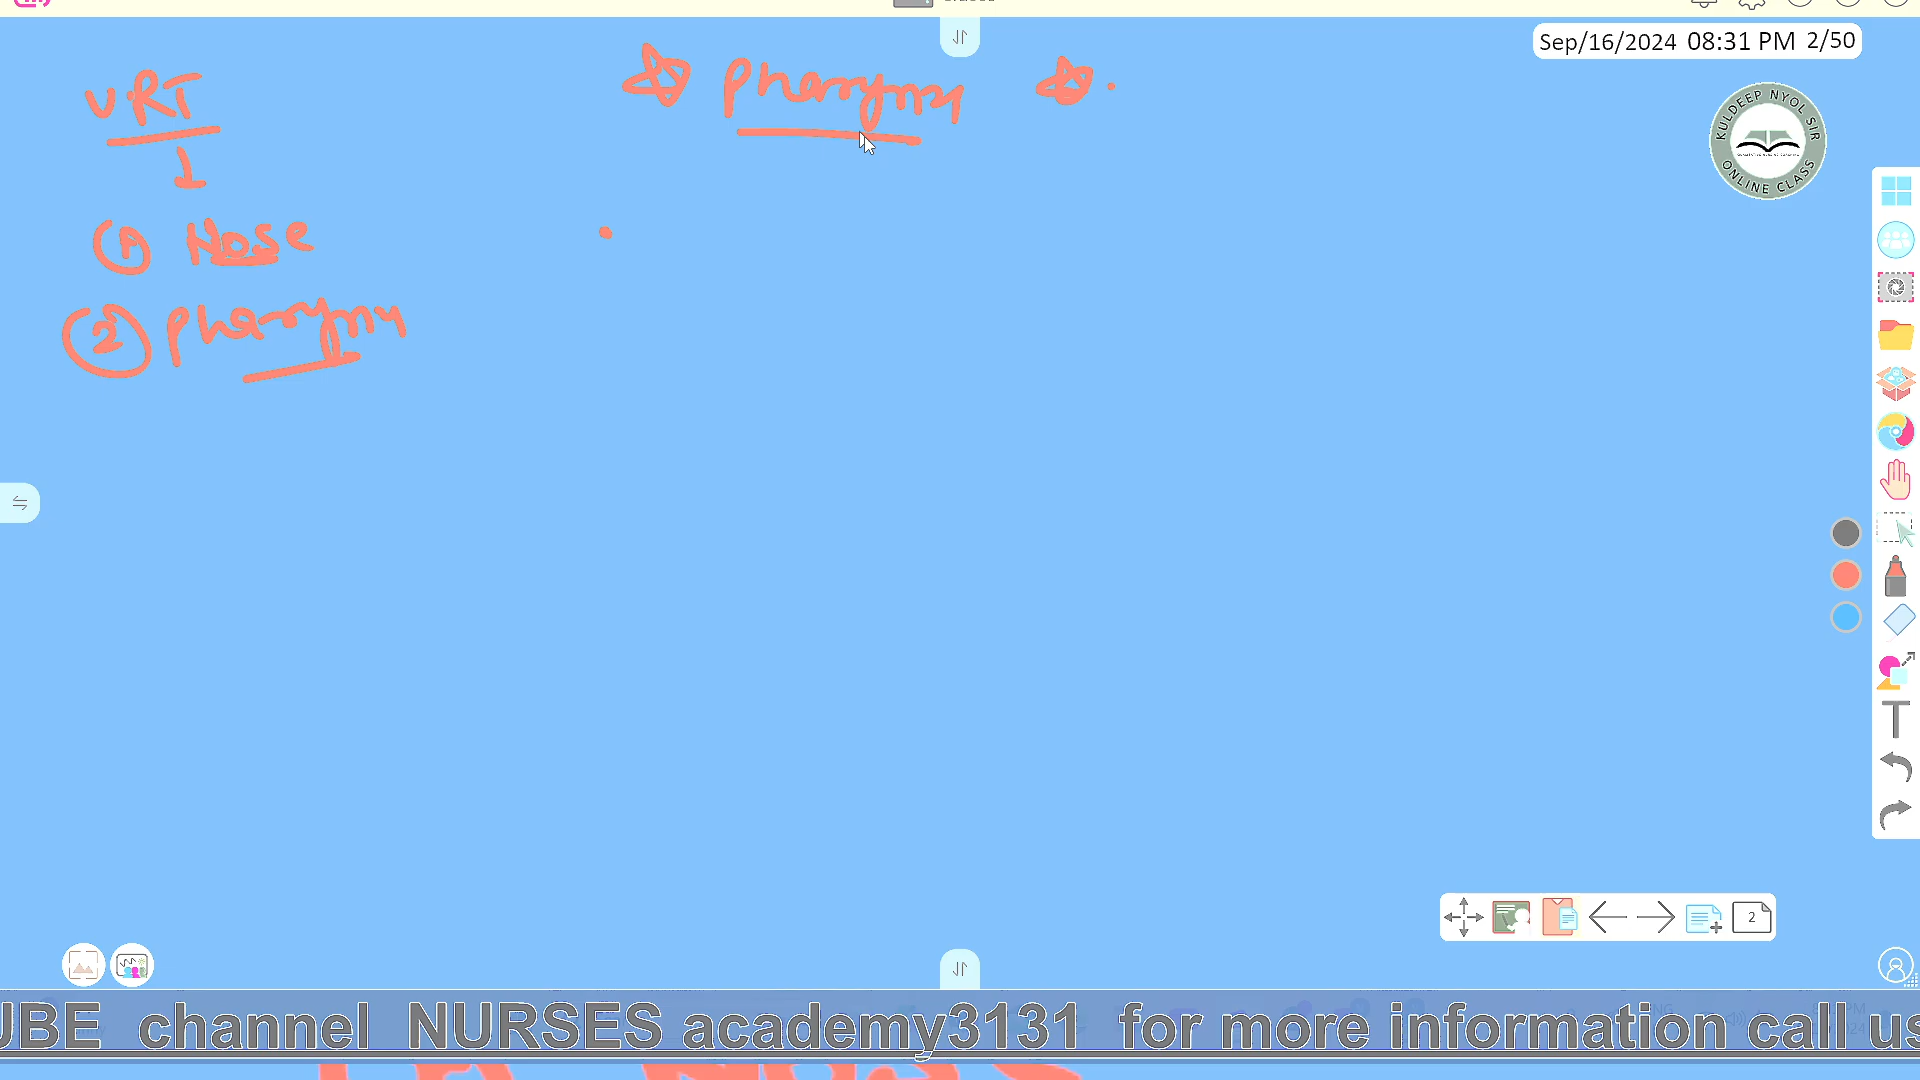 Sep/16/2024 08:31 PM 2/50
U.RT
☆ Pharynx ☆.
KULDEEP NYOL SIR
ONLINE CLASS
① Nose
② Pharynx
2
UBE channel NURSES academy3131 for more information call us